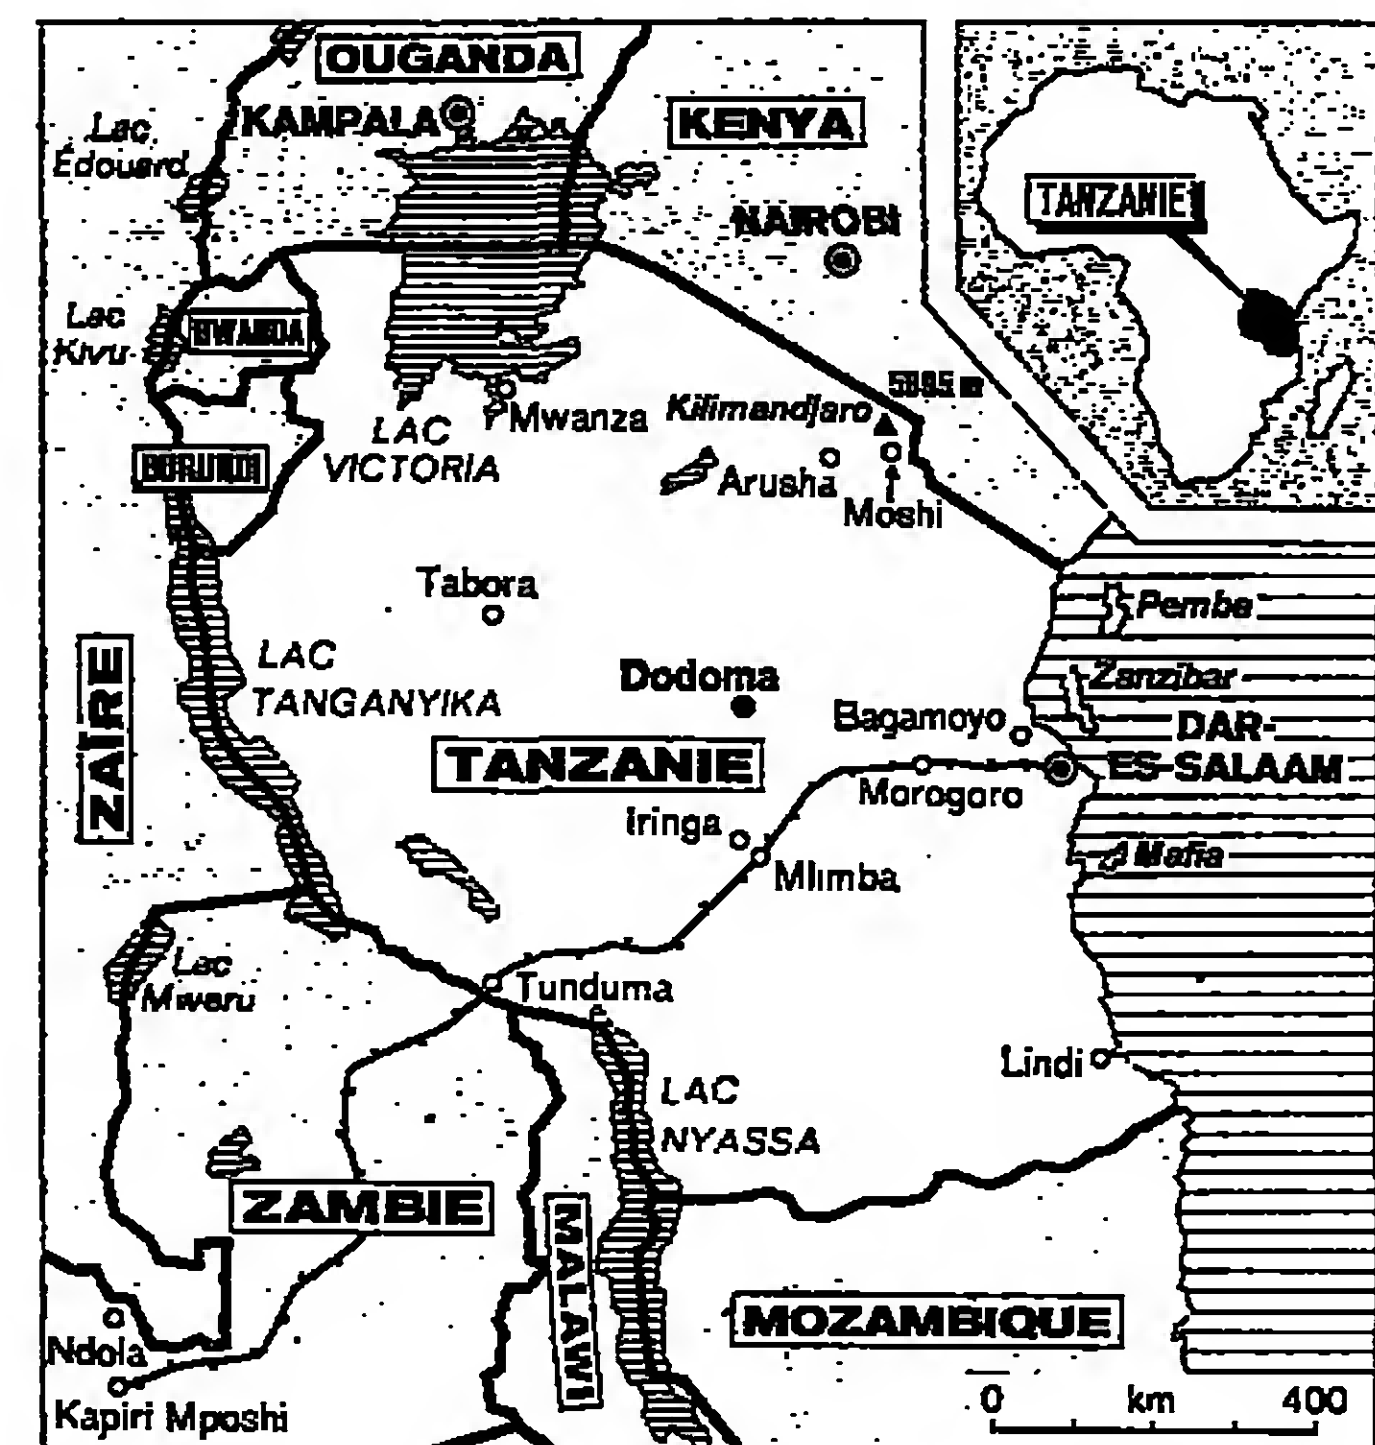 OUGANDA
KAMPALA
KENYA
Lac
Édouard
TANZANIE
NAIROBI
Lac
Kivu
RWANDA
5895 m
Kilimandjaro
Mwanza
LAC
VICTORIA
BURUNDI
Arusha
Moshi
Tabora
Pemba
ZAÏRE
LAC
TANGANYIKA
Dodoma
Zanzibar
Bagamoyo
DAR-
ES-SALAAM
TANZANIE
Morogoro
Iringa
Mlimba
Mafia
Lac
Mweru
Tunduma
Lindi
LAC
NYASSA
ZAMBIE
MALAWI
MOZAMBIQUE
Ndola
Kapiri Mposhi
0 km 400